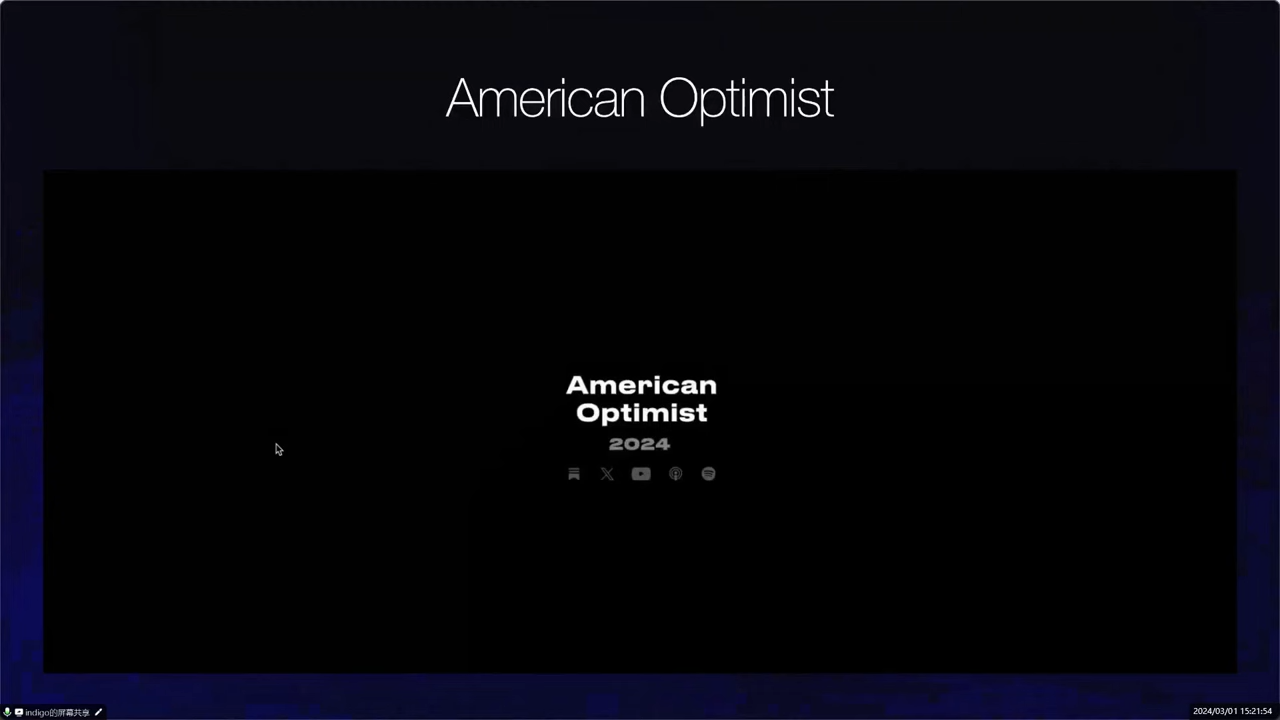 American Optimist
American
Optimist
2024
indigo的屏幕共享
2024/03/01 15:21:54